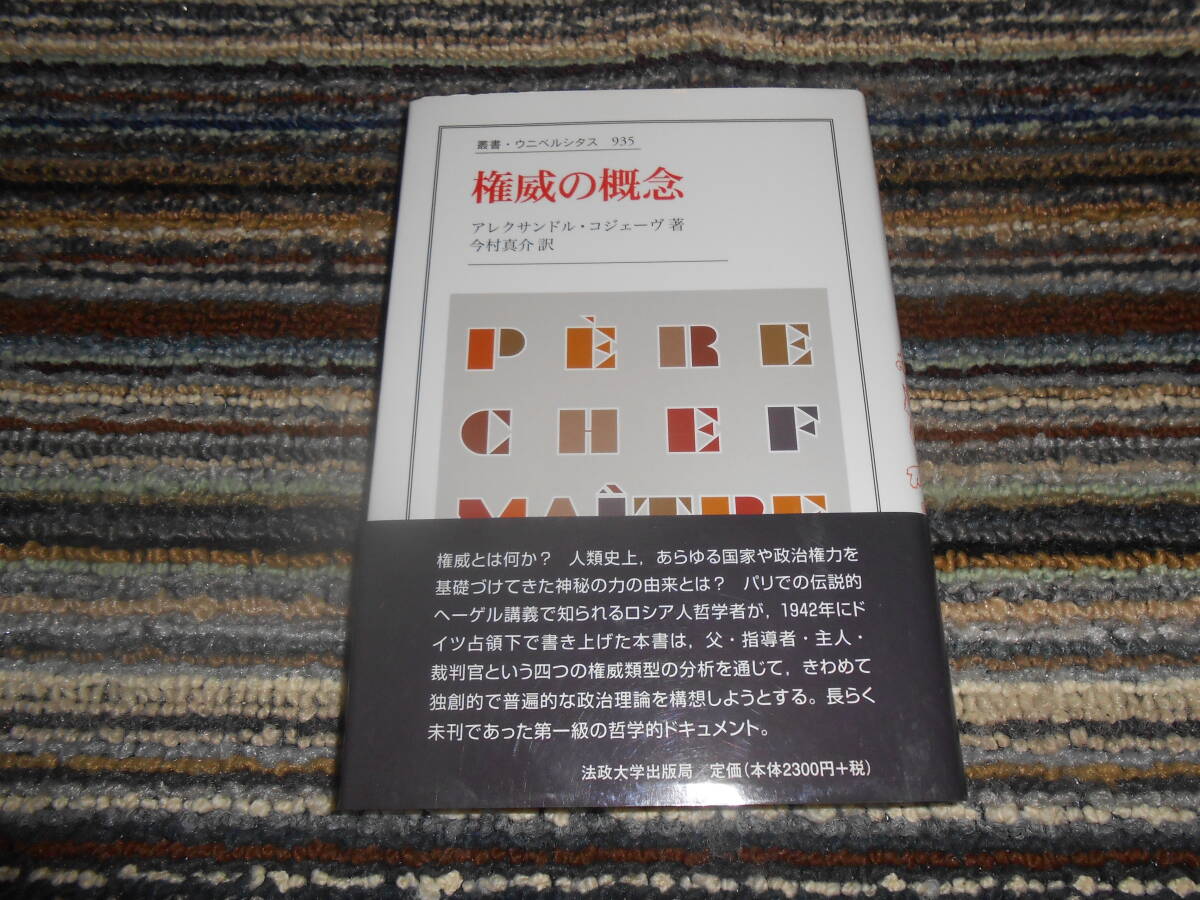 叢書・ウニベルシタス 935
権威の概念
アレクサンドル・コジェーヴ 著
今村真介 訳
PÈRE
CHEF
MAÎTRE
権威とは何か？ 人類史上，あらゆる国家や政治権力を
基礎づけてきた神秘の力の由来とは？ パリでの伝説的
ヘーゲル講義で知られるロシア人哲学者が，1942年にド
イツ占領下で書き上げた本書は，父・指導者・主人・
裁判官という四つの権威類型の分析を通じて，きわめて
独創的で普遍的な政治理論を構想しようとする。長らく
未刊であった第一級の哲学的ドキュメント。
法政大学出版局 定価(本体2300円+税)